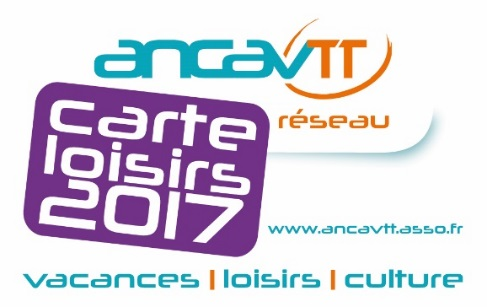 ancavTT
réseau
carte
loisirs
2017
www.ancavtt.asso.fr
vacances | loisirs | culture